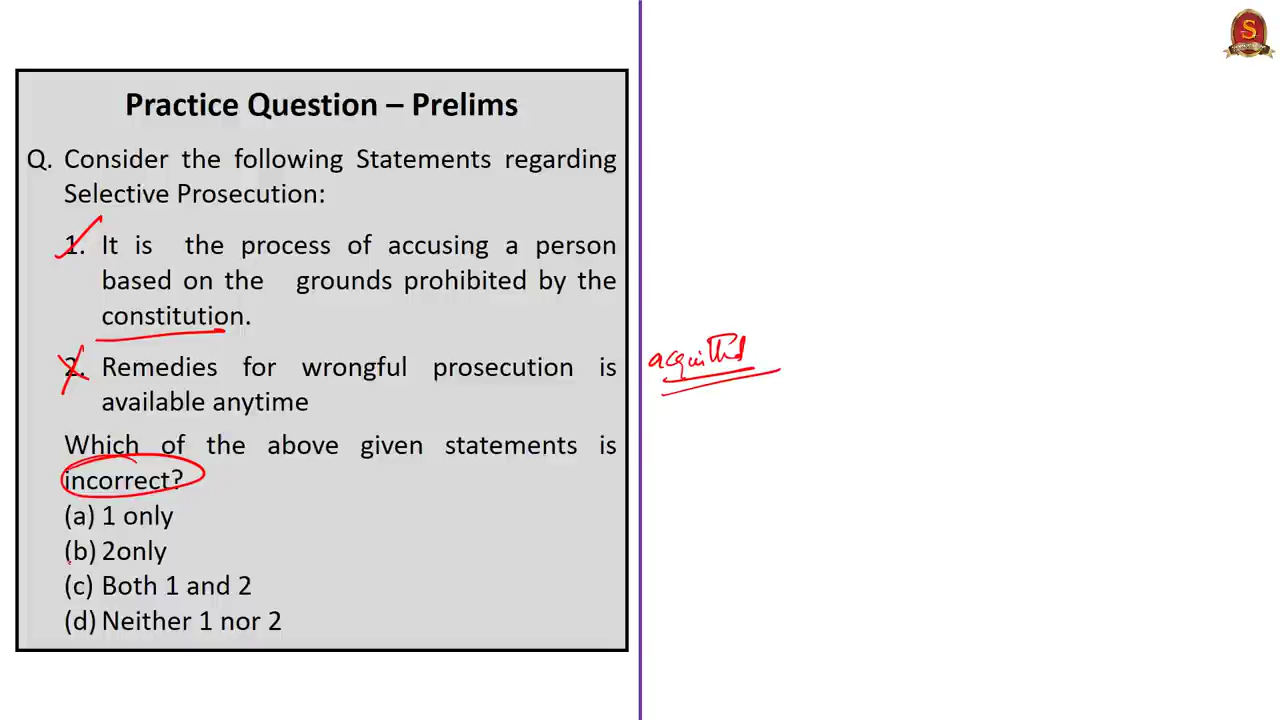 Practice Question – Prelims
Q. Consider the following Statements regarding
Selective Prosecution:
1. It is the process of accusing a person
based on the grounds prohibited by the
constitution.
2. Remedies for wrongful prosecution is
available anytime
acquitted
Which of the above given statements is
incorrect?
(a) 1 only
(b) 2only
(c) Both 1 and 2
(d) Neither 1 nor 2
S